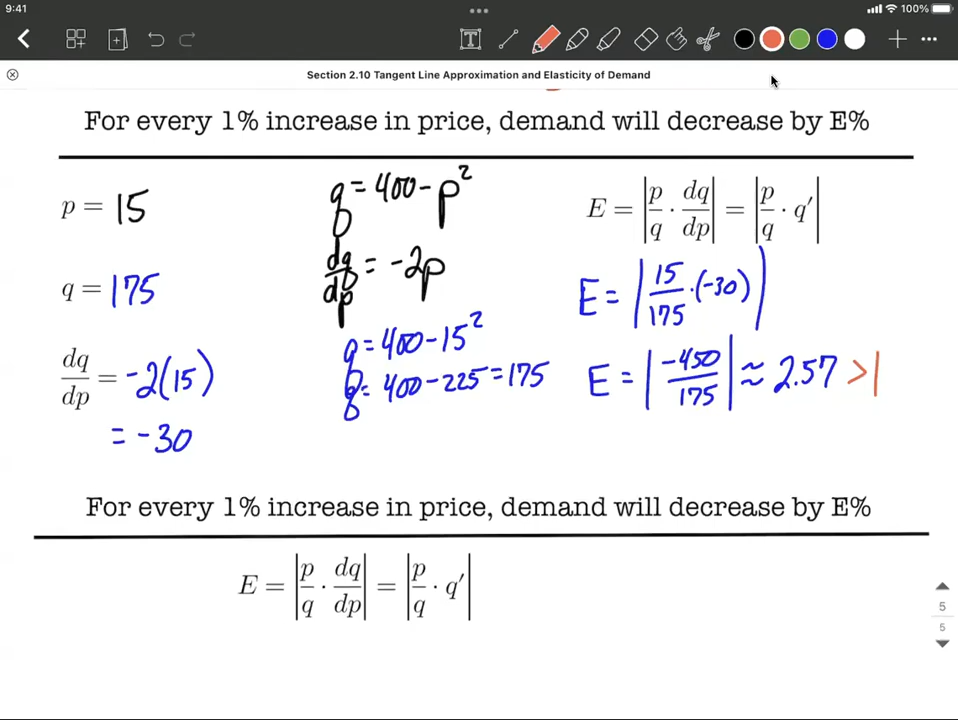 9:41
100%
T
Section 2.10 Tangent Line Approximation and Elasticity of Demand
For every 1% increase in price, demand will decrease by E%
p = 15
q = 175
dq/dp = -2(15)
= -30
q = 400 - p²
dq/dp = -2p
q = 400 - 15²
q = 400 - 225 = 175
E = |p/q · dq/dp| = |p/q · q′|
E = |15/175 · (-30)|
E = |-450/175| ≈ 2.57 >1
For every 1% increase in price, demand will decrease by E%
E = |p/q · dq/dp| = |p/q · q′|
5
5